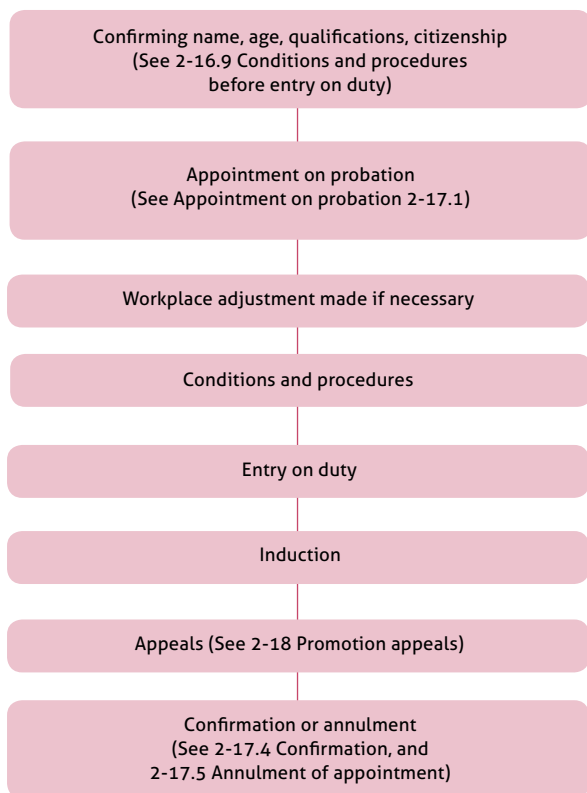 Confirming name, age, qualifications, citizenship
(See 2-16.9 Conditions and procedures
before entry on duty)
Appointment on probation
(See Appointment on probation 2-17.1)
Workplace adjustment made if necessary
Conditions and procedures
Entry on duty
Induction
Appeals (See 2-18 Promotion appeals)
Confirmation or annulment
(See 2-17.4 Confirmation, and
2-17.5 Annulment of appointment)